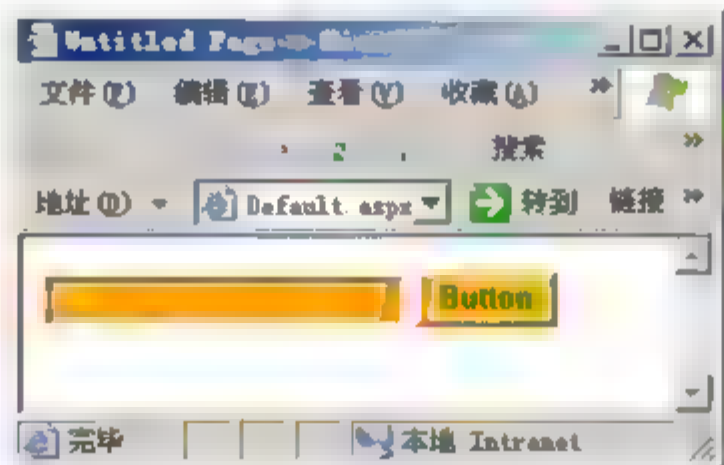 Untitled Page
文件(F) 编辑(E) 查看(V) 收藏(A) »
搜索 »
地址(D) Default.aspx 转到 链接 »
Button
完毕 本地 Intranet